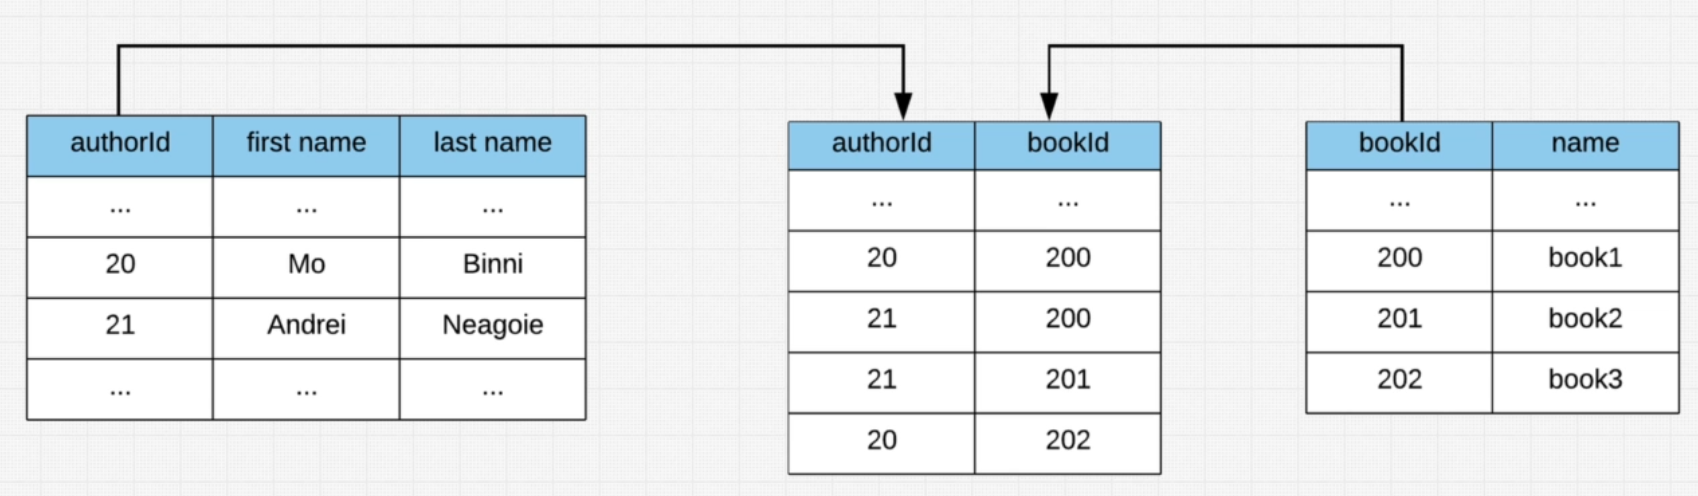 authorId first name last name
... ... ...
20 Mo Binni
21 Andrei Neagoie
... ... ...
authorId bookId
... ...
20 200
21 200
21 201
20 202
bookId name
... ...
200 book1
201 book2
202 book3